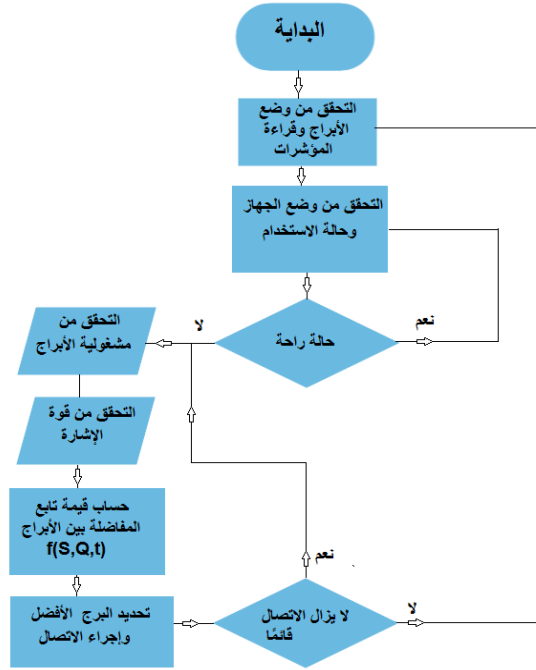 البداية
التحقق من وضع
الأبراج وقراءة
المؤشرات
التحقق من وضع الجهاز
وحالة الاستخدام
حالة راحة
نعم
لا
التحقق من
مشغولية الأبراج
التحقق من قوة
الإشارة
حساب قيمة تابع
المفاضلة بين الأبراج
f(S,Q,t)
تحديد البرج الأفضل
وإجراء الاتصال
لا يزال الاتصال
قائمًا
نعم
لا